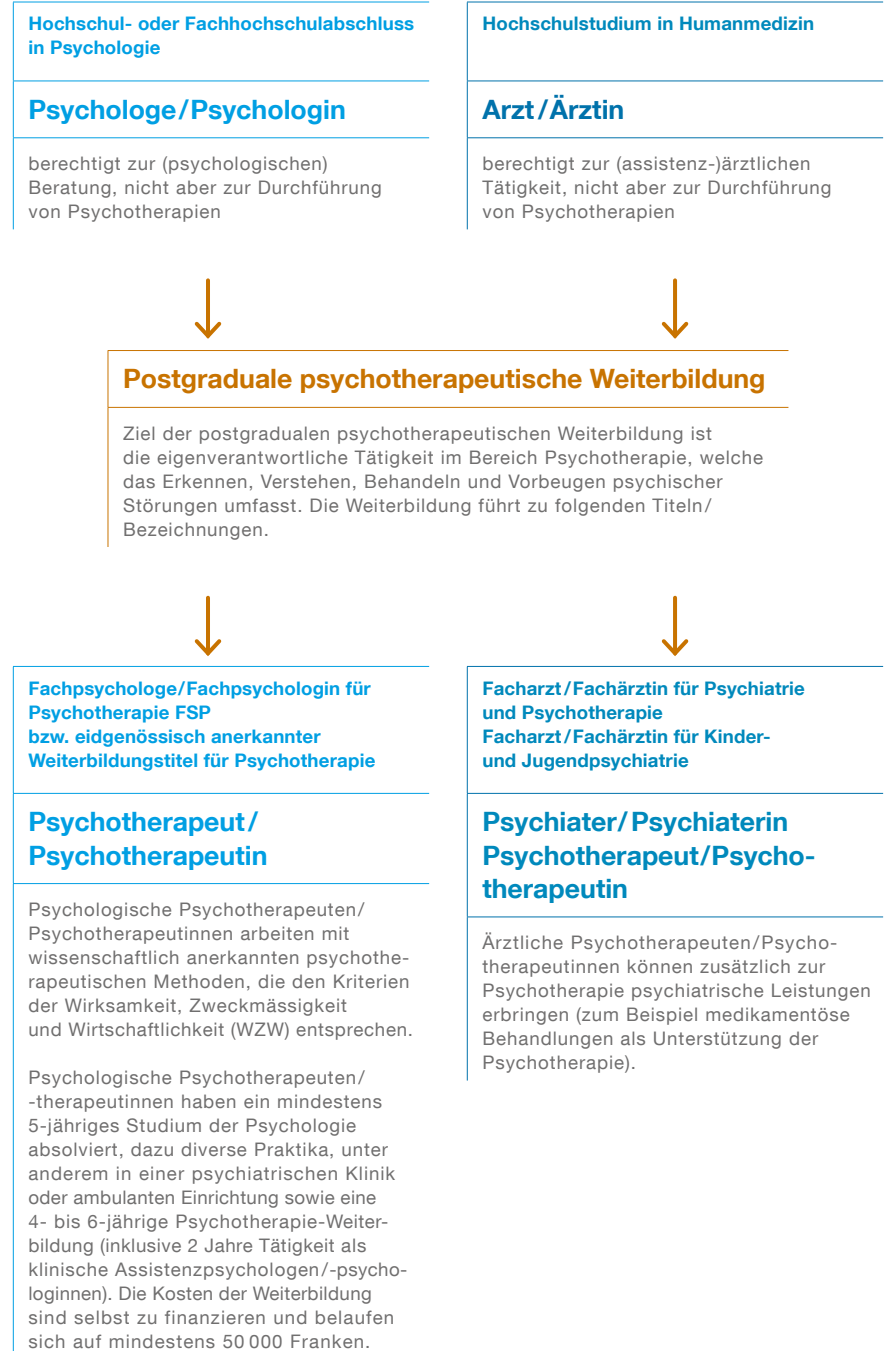 Hochschul- oder Fachhochschulabschluss
in Psychologie
Psychologe/Psychologin
berechtigt zur (psychologischen)
Beratung, nicht aber zur Durchführung
von Psychotherapien
Hochschulstudium in Humanmedizin
Arzt/Ärztin
berechtigt zur (assistenz-)ärztlichen
Tätigkeit, nicht aber zur Durchführung
von Psychotherapien
Postgraduale psychotherapeutische Weiterbildung
Ziel der postgradualen psychotherapeutischen Weiterbildung ist
die eigenverantwortliche Tätigkeit im Bereich Psychotherapie, welche
das Erkennen, Verstehen, Behandeln und Vorbeugen psychischer
Störungen umfasst. Die Weiterbildung führt zu folgenden Titeln/
Bezeichnungen.
Fachpsychologe/Fachpsychologin für
Psychotherapie FSP
bzw. eidgenössisch anerkannter
Weiterbildungstitel für Psychotherapie
Psychotherapeut/
Psychotherapeutin
Psychologische Psychotherapeuten/
Psychotherapeutinnen arbeiten mit
wissenschaftlich anerkannten psychothe-
rapeutischen Methoden, die den Kriterien
der Wirksamkeit, Zweckmässigkeit
und Wirtschaftlichkeit (WZW) entsprechen.
Psychologische Psychotherapeuten/
-therapeutinnen haben ein mindestens
5-jähriges Studium der Psychologie
absolviert, dazu diverse Praktika, unter
anderem in einer psychiatrischen Klinik
oder ambulanten Einrichtung sowie eine
4- bis 6-jährige Psychotherapie-Weiter-
bildung (inklusive 2 Jahre Tätigkeit als
klinische Assistenzpsychologen/-psycho-
loginnen). Die Kosten der Weiterbildung
sind selbst zu finanzieren und belaufen
sich auf mindestens 50 000 Franken.
Facharzt/Fachärztin für Psychiatrie
und Psychotherapie
Facharzt/Fachärztin für Kinder-
und Jugendpsychiatrie
Psychiater/Psychiaterin
Psychotherapeut/Psycho-
therapeutin
Ärztliche Psychotherapeuten/Psycho-
therapeutinnen können zusätzlich zur
Psychotherapie psychiatrische Leistungen
erbringen (zum Beispiel medikamentöse
Behandlungen als Unterstützung der
Psychotherapie).